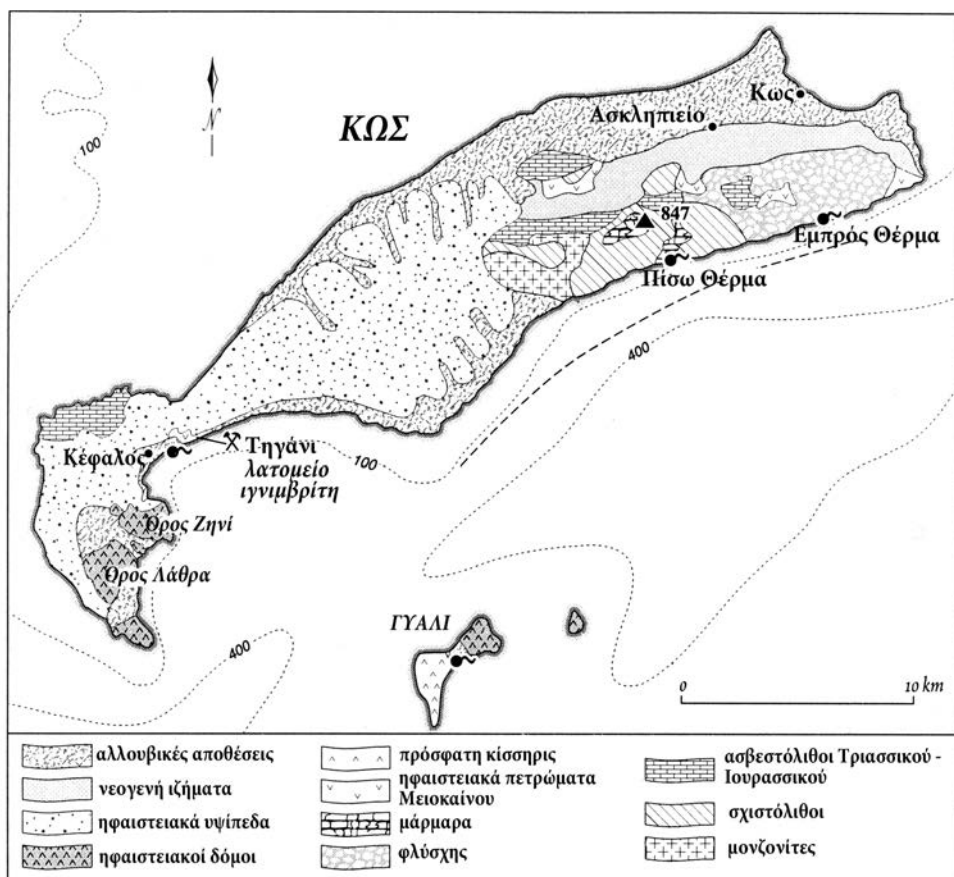 100
N
ΚΩΣ
Κως
Ασκληπιείο
847
Εμπρός Θέρμα
Πίσω Θέρμα
400
Τηγάνι
λατομείο
ιγνιμβρίτη
100
Κέφαλος
Όρος Ζηνί
Όρος Λάθρα
400
ΓΥΑΛΙ
0 10 km
αλλουβικές αποθέσεις
νεογενή ιζήματα
ηφαιστειακά υψίπεδα
ηφαιστειακοί δόμοι
πρόσφατη κίσσηρις
ηφαιστειακά πετρώματα
Μειοκαίνου
μάρμαρα
φλύσχης
ασβεστόλιθοι Τριασσικού -
Ιουρασσικού
σχιστόλιθοι
μονζονίτες